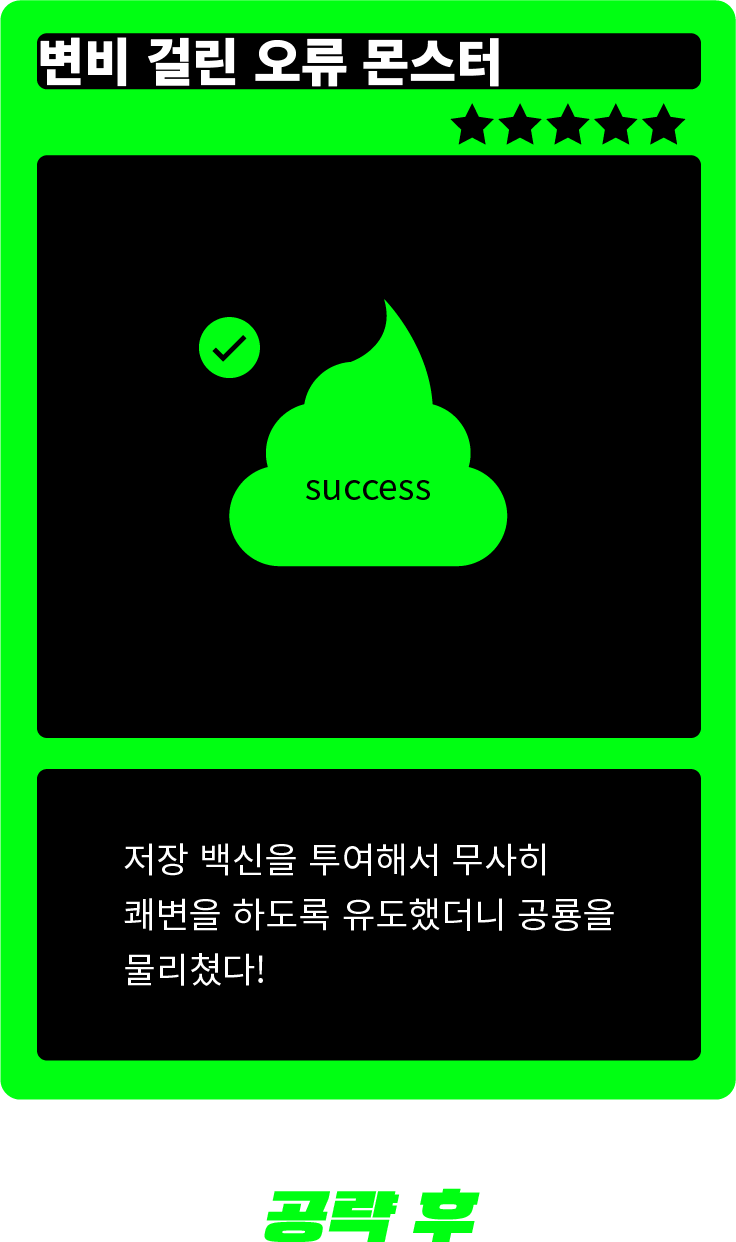 변비 걸린 오류 몬스터
success
저장 백신을 투여해서 무사히
쾌변을 하도록 유도했더니 공룡을
물리쳤다!
공략 후